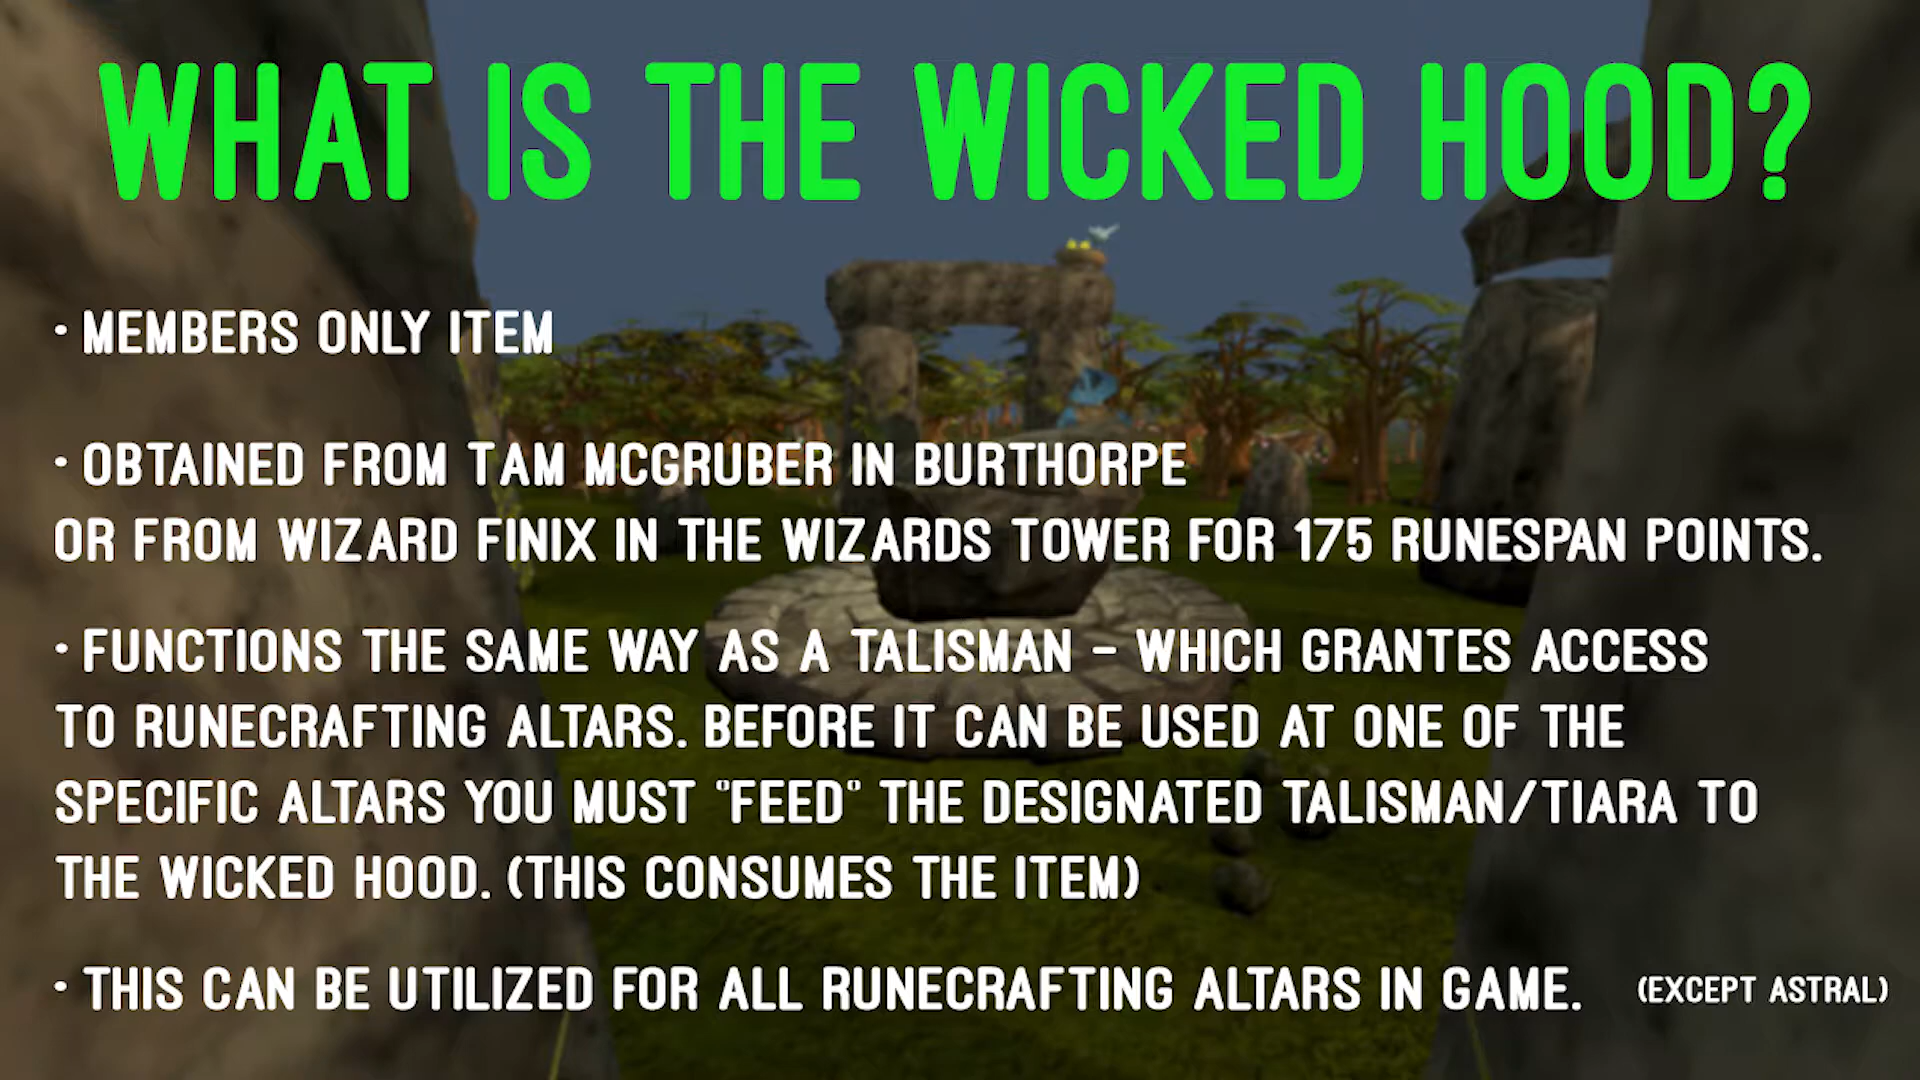 WHAT IS THE WICKED HOOD?
· MEMBERS ONLY ITEM
· OBTAINED FROM TAM MCGRUBER IN BURTHORPE
OR FROM WIZARD FINIX IN THE WIZARDS TOWER FOR 175 RUNESPAN POINTS.
· FUNCTIONS THE SAME WAY AS A TALISMAN - WHICH GRANTES ACCESS
TO RUNECRAFTING ALTARS. BEFORE IT CAN BE USED AT ONE OF THE
SPECIFIC ALTARS YOU MUST "FEED" THE DESIGNATED TALISMAN/TIARA TO
THE WICKED HOOD. (THIS CONSUMES THE ITEM)
· THIS CAN BE UTILIZED FOR ALL RUNECRAFTING ALTARS IN GAME. (EXCEPT ASTRAL)